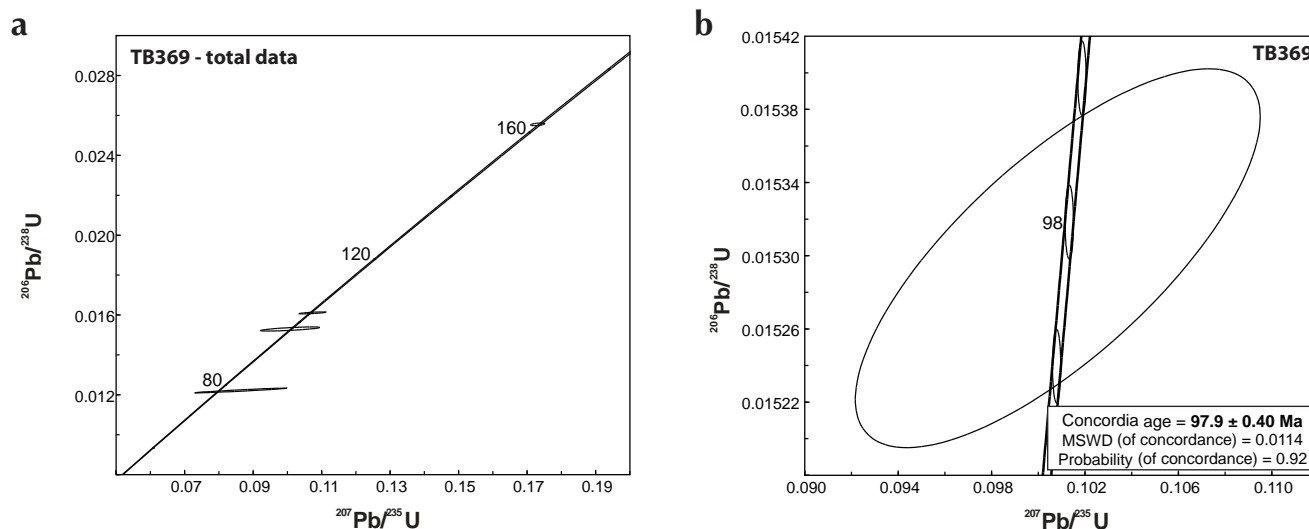 a
TB369 - total data
0.028
0.024
0.020
0.016
0.012
206Pb/238U
160
120
80
0.07 0.09 0.11 0.13 0.15 0.17 0.19
207Pb/235U
b
TB369
0.01542
0.01538
0.01534
0.01530
0.01526
0.01522
206Pb/238U
98
Concordia age = 97.9 ± 0.40 Ma
MSWD (of concordance) = 0.0114
Probability (of concordance) = 0.92
0.090 0.094 0.098 0.102 0.106 0.110
207Pb/235U